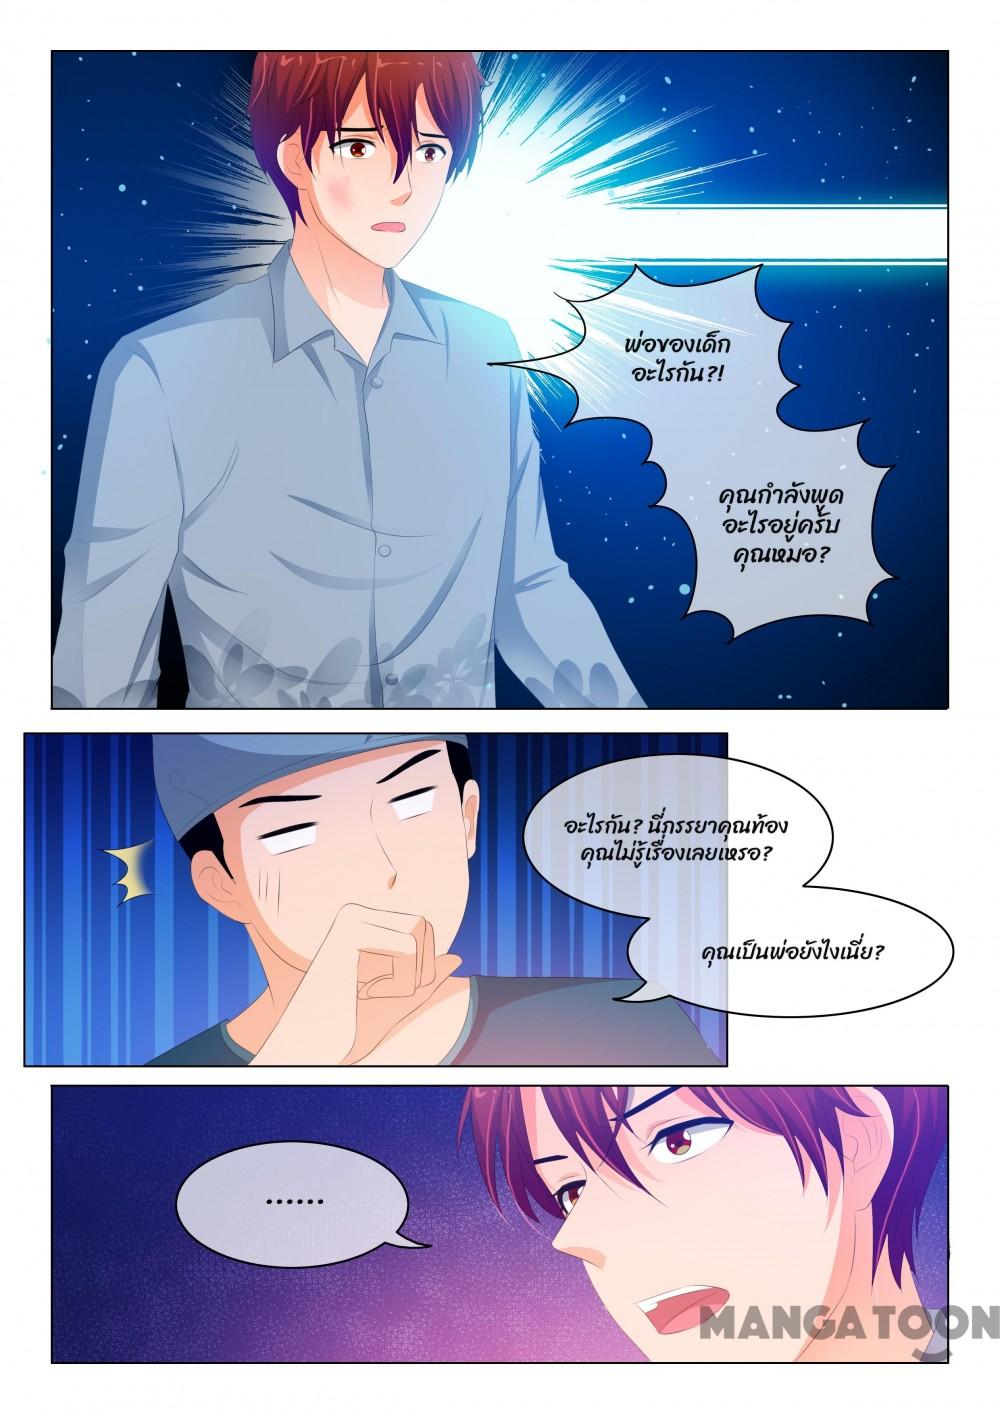 พ่อของเด็ก
อะไรกัน?!
คุณกำลังพูด
อะไรอยู่ครับ
คุณหมอ?
อะไรกัน? นี่ภรรยาคุณท้อง
คุณไม่รู้เรื่องเลยเหรอ?
คุณเป็นพ่อยังไงเนี่ย?
......
MANGATOON